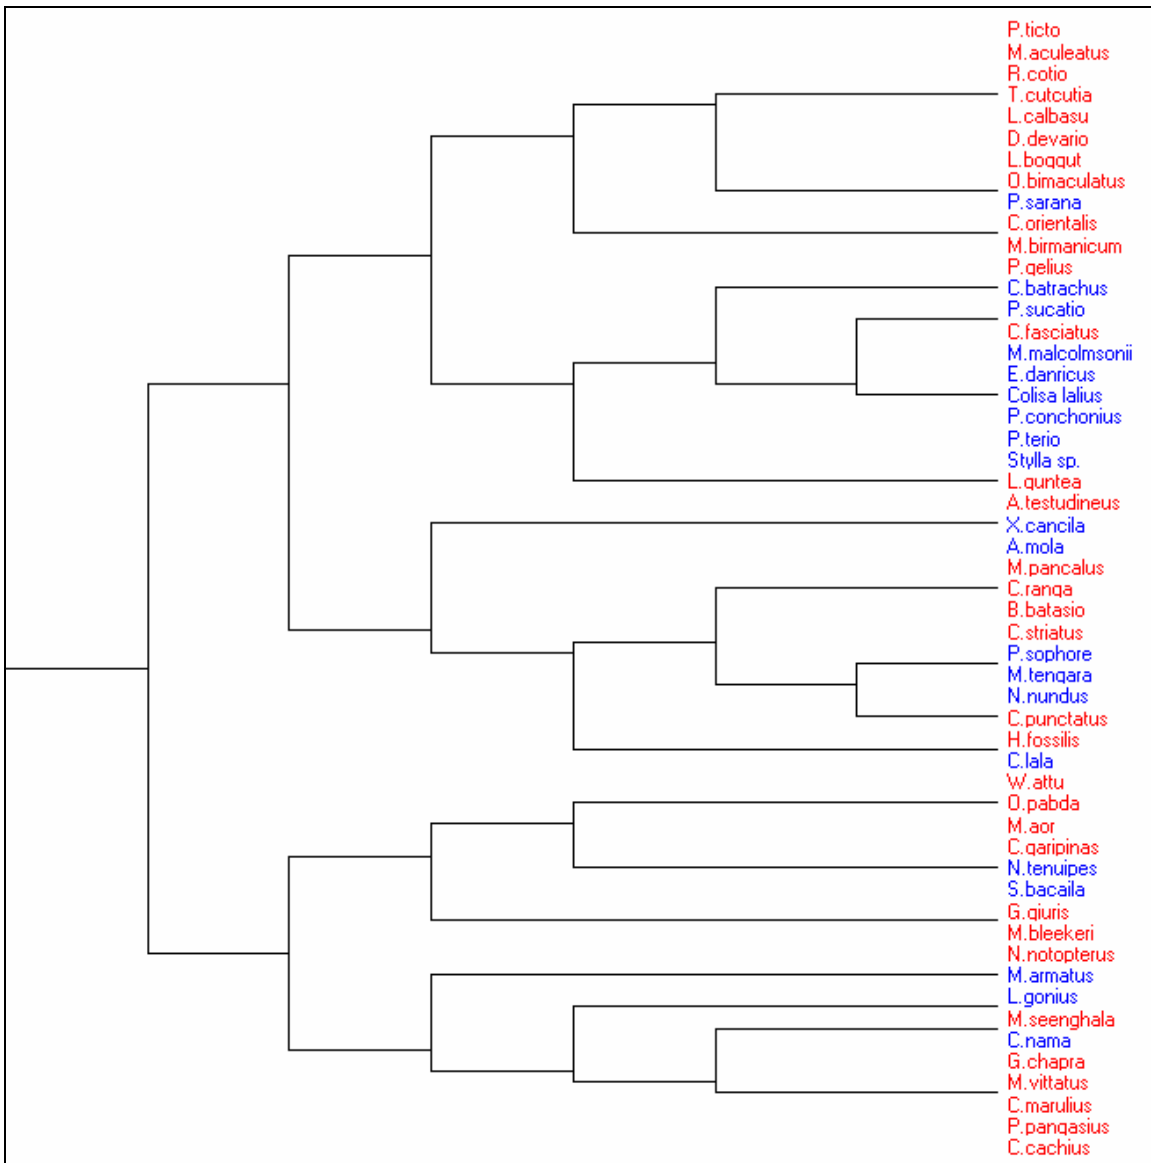 P.ticto
M.aculeatus
R.cotio
T.cutcutia
L.calbasu
D.devario
L.boggut
O.bimaculatus
P.sarana
C.orientalis
M.birmanicum
P.gelius
C.batrachus
P.sucatio
C.fasciatus
M.malcolmsonii
E.danricus
Colisa lalius
P.conchonius
P.terio
Stylla sp.
L.guntea
A.testudineus
X.cancila
A.mola
M.pancalus
C.ranga
B.batasio
C.striatus
P.sophore
M.tengara
N.nundus
C.punctatus
H.fossilis
C.lala
W.attu
O.pabda
M.aor
C.garipinas
N.tenuipes
S.bacaila
G.giuris
M.bleekeri
N.notopterus
M.armatus
L.gonius
M.seenghala
C.nama
G.chapra
M.vittatus
C.marulius
P.pangasius
C.cachius